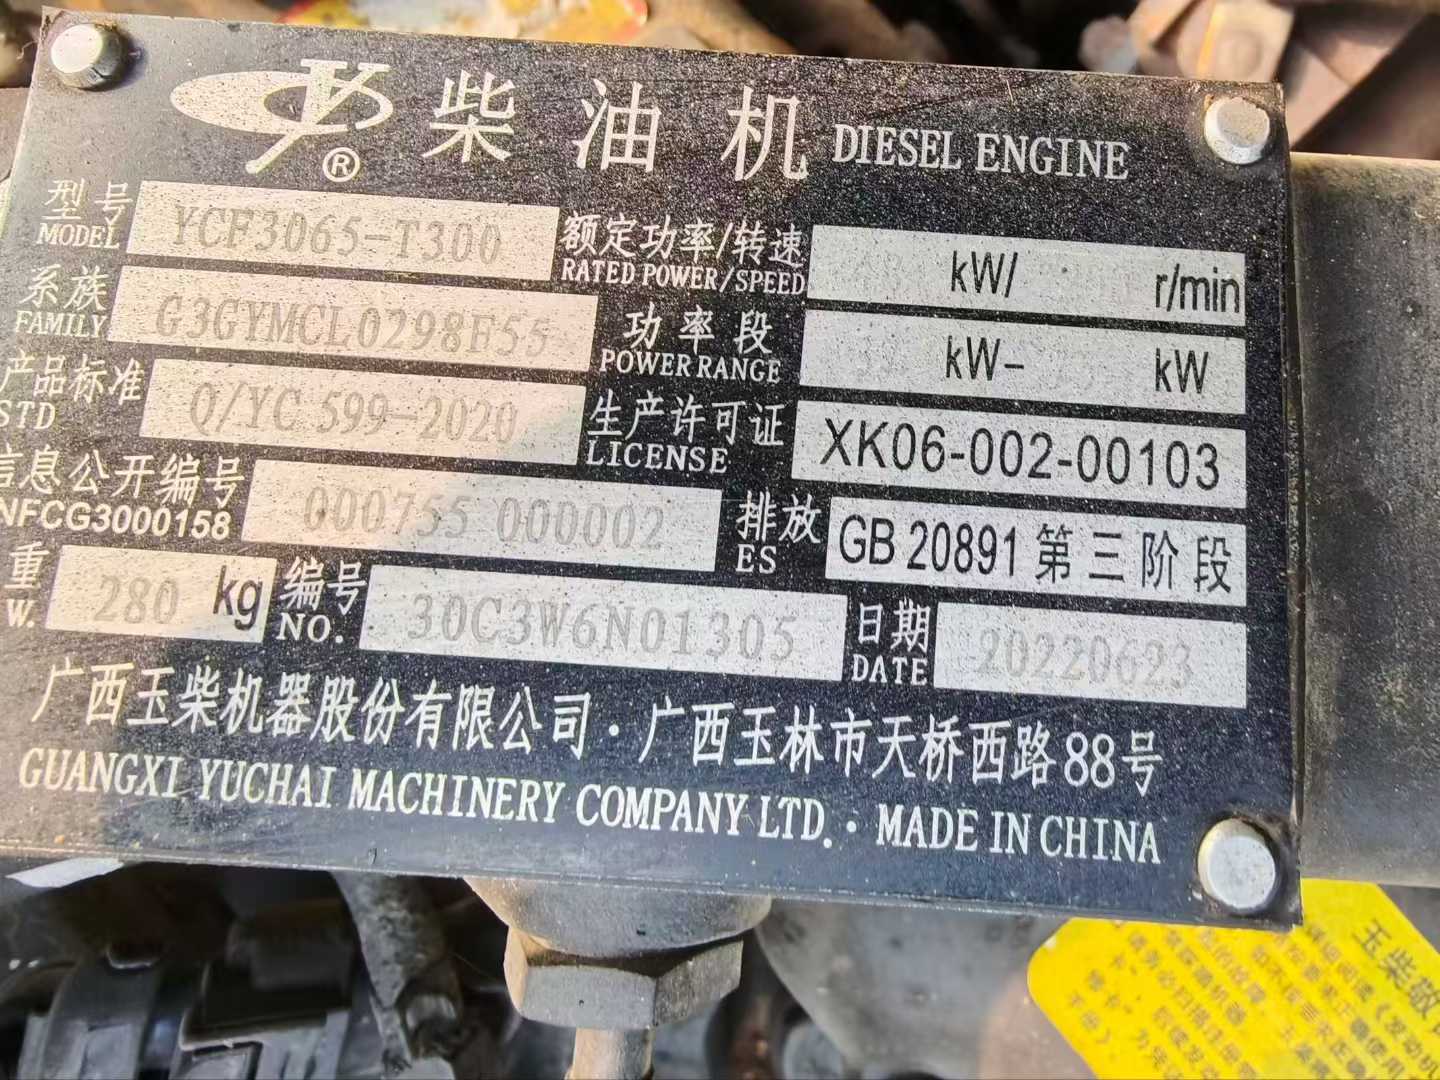 柴油机 DIESEL ENGINE
®
型号 MODEL YCF3065-T300
额定功率/转速 RATED POWER/SPEED kW/ r/min
系族 FAMILY G3GYMCL0298F55
功率段 POWER RANGE kW- kW
产品标准 STD Q/YC 599-2020
生产许可证 LICENSE XK06-002-00103
信息公开编号 NFCG3000158 000755 000002
排放 ES GB 20891 第三阶段
重 W. 280 kg
编号 NO. 30C3W6N01305
日期 DATE 20220623
广西玉柴机器股份有限公司·广西玉林市天桥西路88号
GUANGXI YUCHAI MACHINERY COMPANY LTD.·MADE IN CHINA
玉柴敬